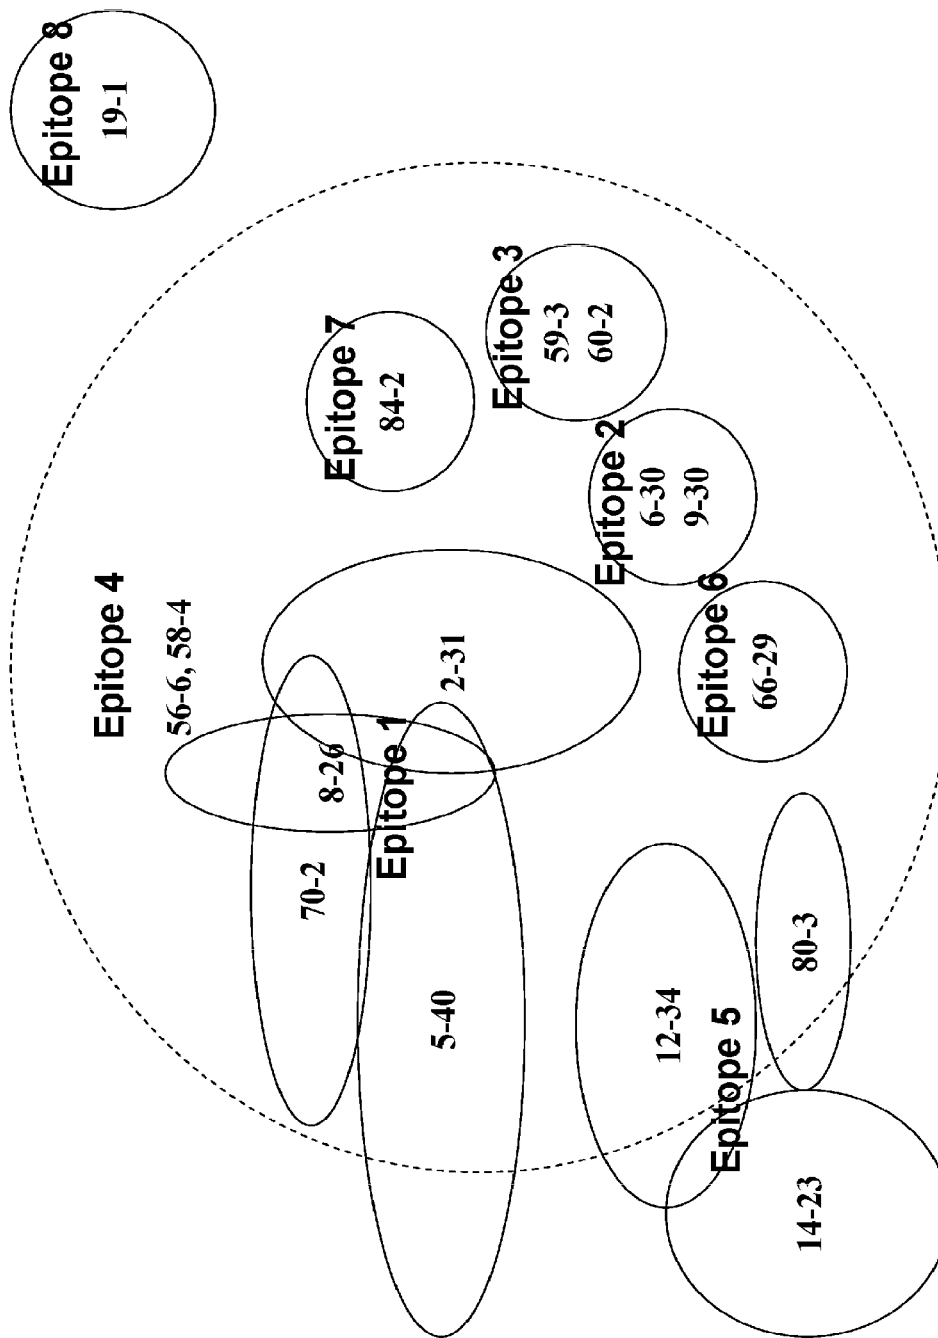 Epitope 8
19-1
Epitope 4
56-6, 58-4
Epitope 7
84-2
Epitope 3
59-3
60-2
Epitope 2
6-30
9-30
Epitope 6
66-29
2-31
8-26
70-2
Epitope 1
5-40
12-34
Epitope 5
80-3
14-23